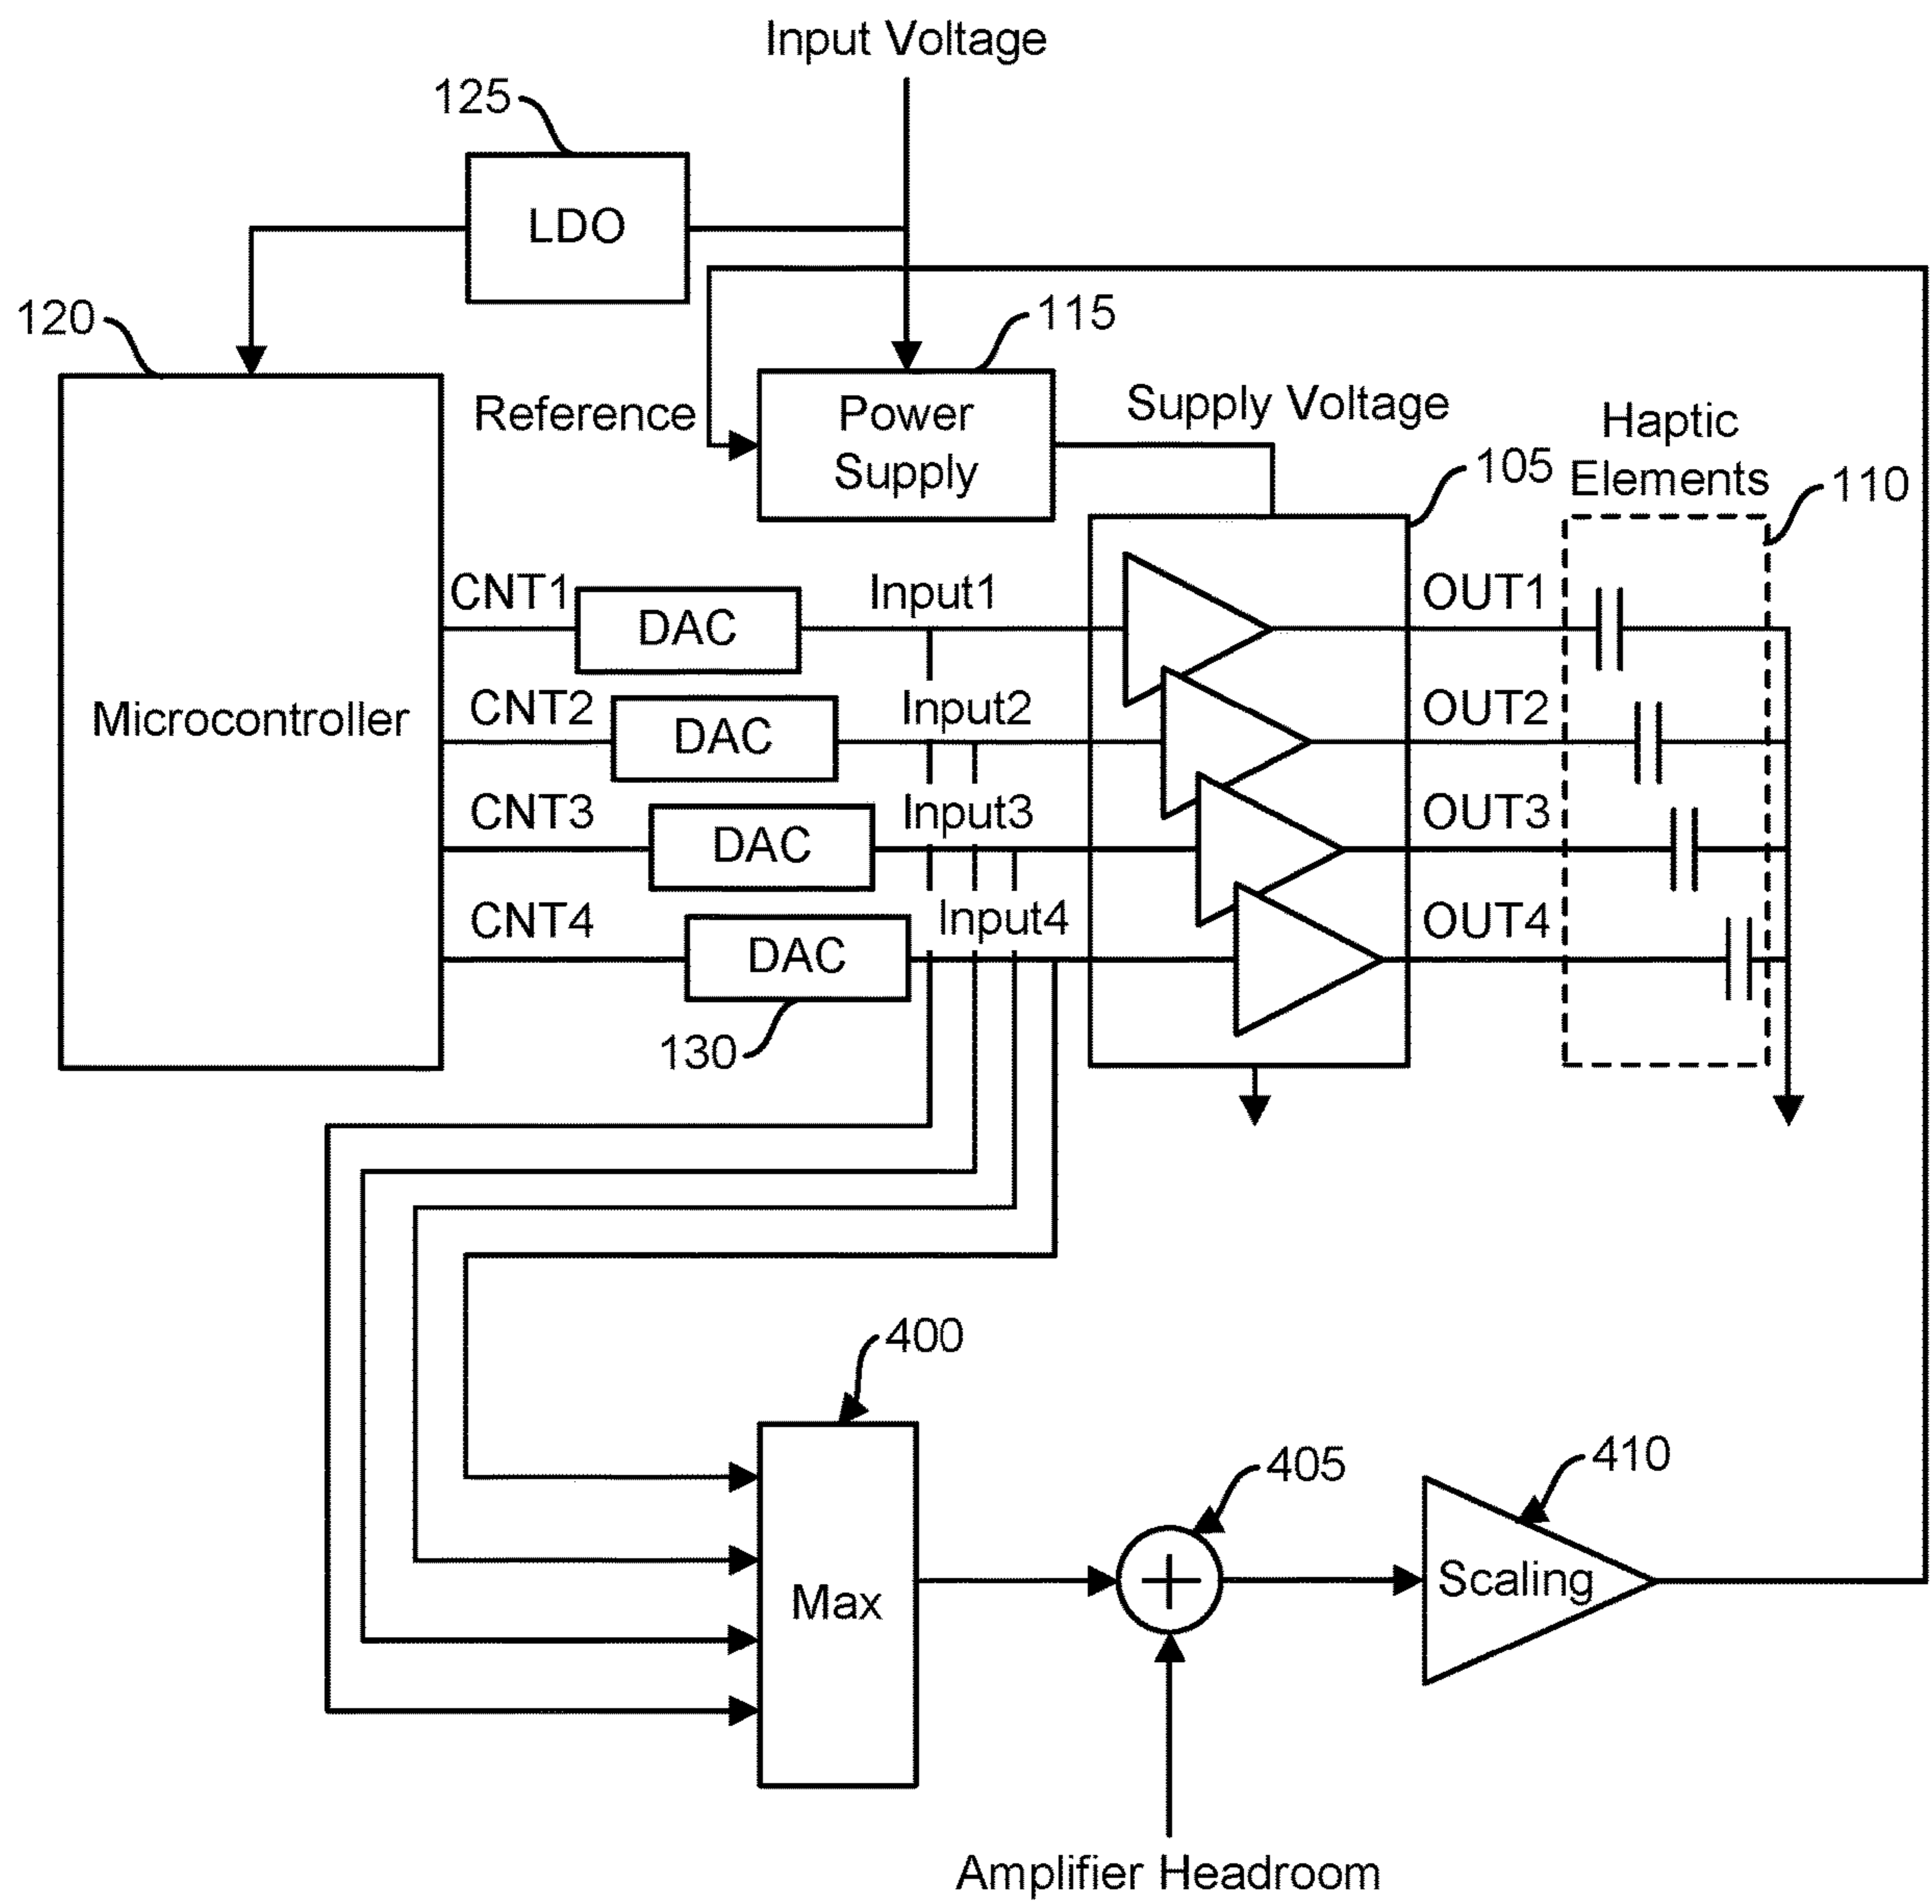 Input Voltage
125
LDO
120
115
Reference
Power
Supply
Supply Voltage
Haptic
Elements
105
110
Microcontroller
CNT1
DAC
Input1
OUT1
CNT2
DAC
Input2
OUT2
CNT3
DAC
Input3
OUT3
CNT4
DAC
Input4
OUT4
130
400
Max
405
+
410
Scaling
Amplifier Headroom